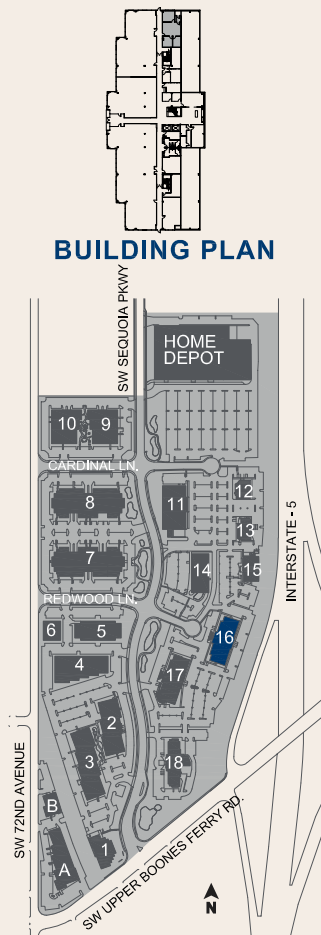 BUILDING PLAN
SW SEQUOIA PKWY
HOME
DEPOT
10
9
CARDINAL LN.
8
11
12
13
7
14
15
INTERSTATE - 5
REDWOOD LN.
6
5
16
4
17
2
3
18
SW 72ND AVENUE
B
A
1
SW UPPER BOONES FERRY RD.
N